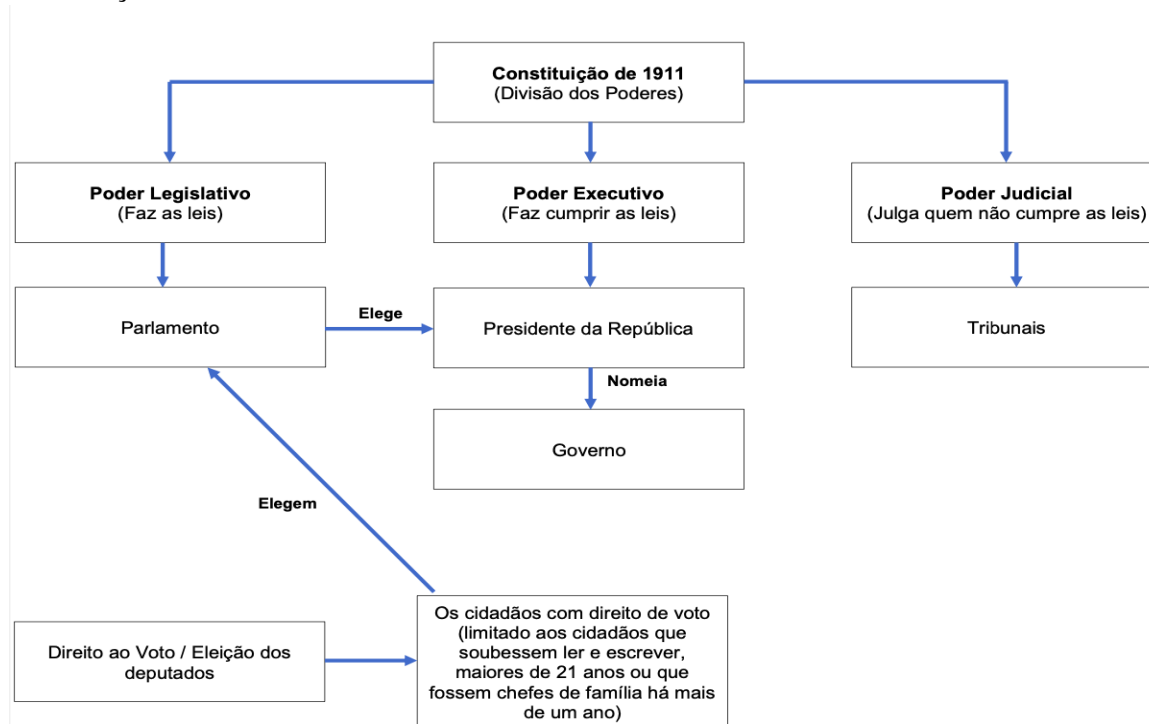 Constituição de 1911
(Divisão dos Poderes)
Poder Legislativo
(Faz as leis)
Poder Executivo
(Faz cumprir as leis)
Poder Judicial
(Julga quem não cumpre as leis)
Parlamento
Elege
Presidente da República
Tribunais
Nomeia
Governo
Elegem
Direito ao Voto / Eleição dos
deputados
Os cidadãos com direito de voto
(limitado aos cidadãos que
soubessem ler e escrever,
maiores de 21 anos ou que
fossem chefes de família há mais
de um ano)